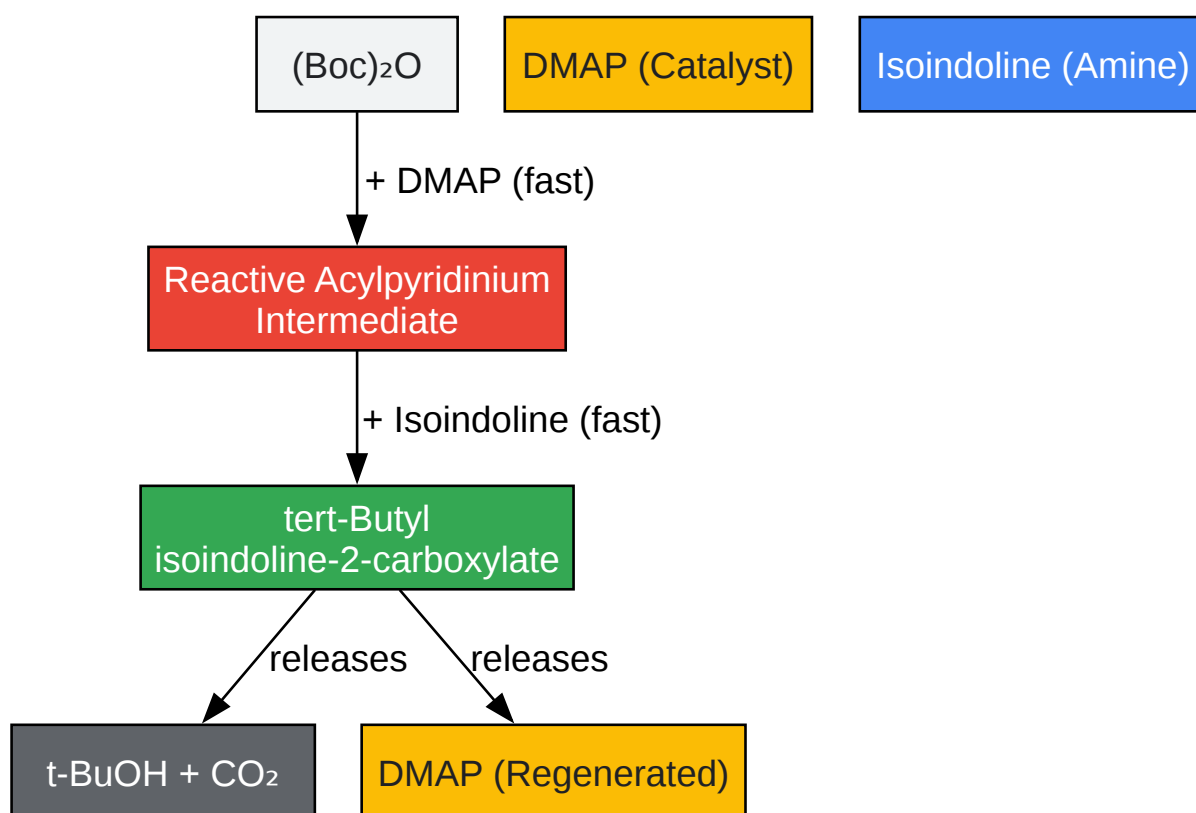 (Boc)₂O
DMAP (Catalyst)
Isoindoline (Amine)
+ DMAP (fast)
Reactive Acylpyridinium
Intermediate
+ Isoindoline (fast)
tert-Butyl
isoindoline-2-carboxylate
releases
releases
t-BuOH + CO₂
DMAP (Regenerated)